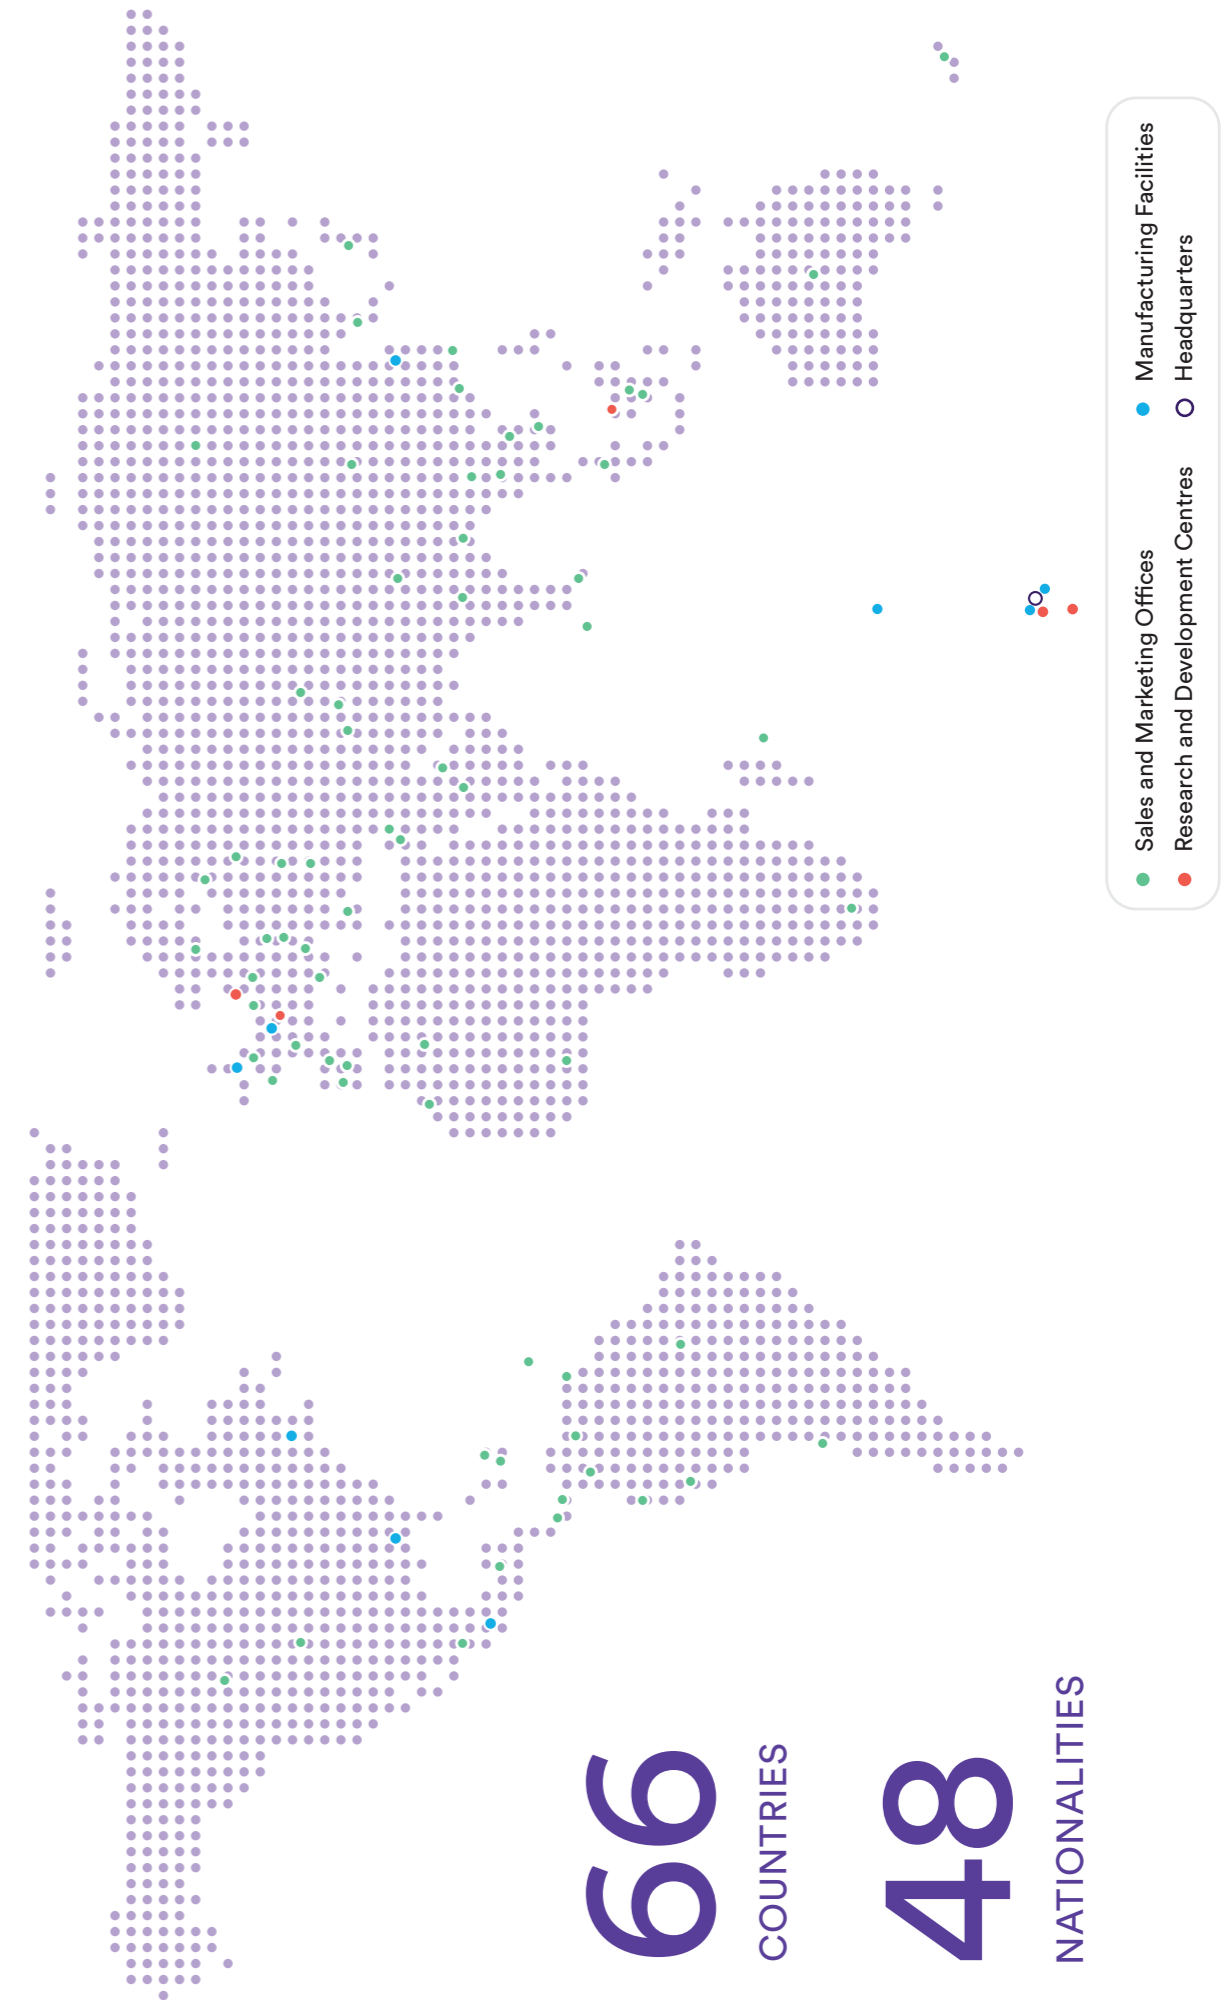 66
COUNTRIES
48
NATIONALITIES
Sales and Marketing Offices
Manufacturing Facilities
Research and Development Centres
Headquarters